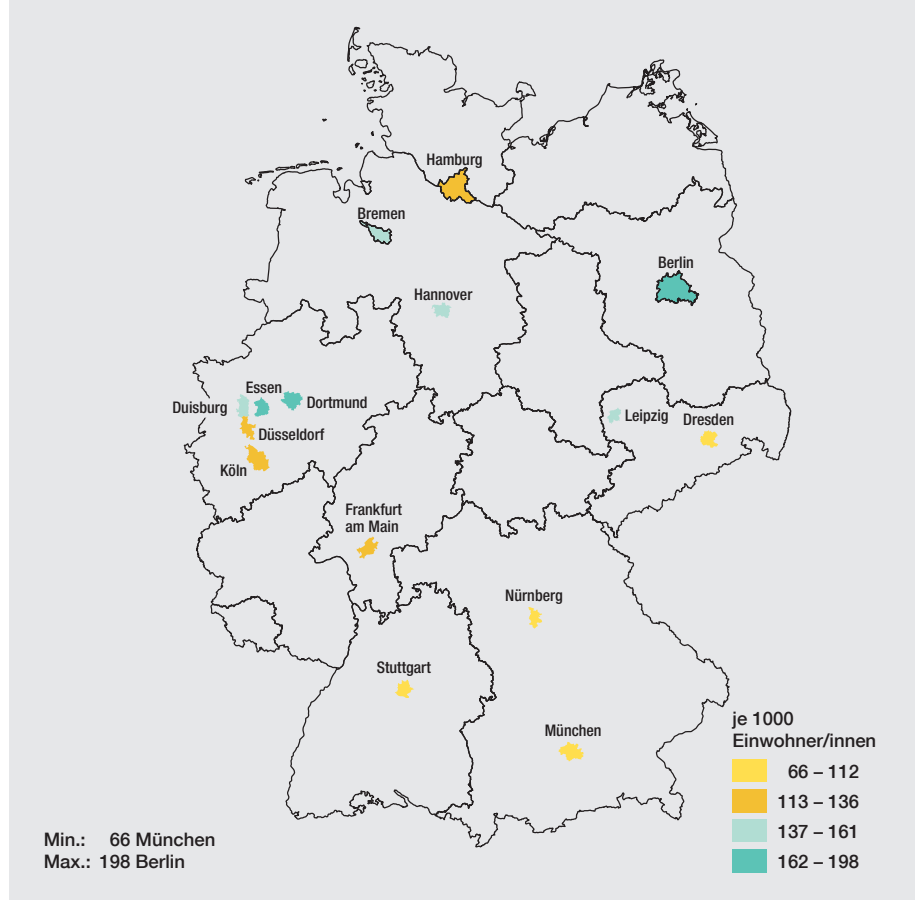 Hamburg
Bremen
Berlin
Hannover
Essen
Duisburg
Dortmund
Düsseldorf
Köln
Leipzig
Dresden
Frankfurt
am Main
Nürnberg
Stuttgart
München
je 1000
Einwohner/innen
66 – 112
113 – 136
137 – 161
162 – 198
Min.: 66 München
Max.: 198 Berlin